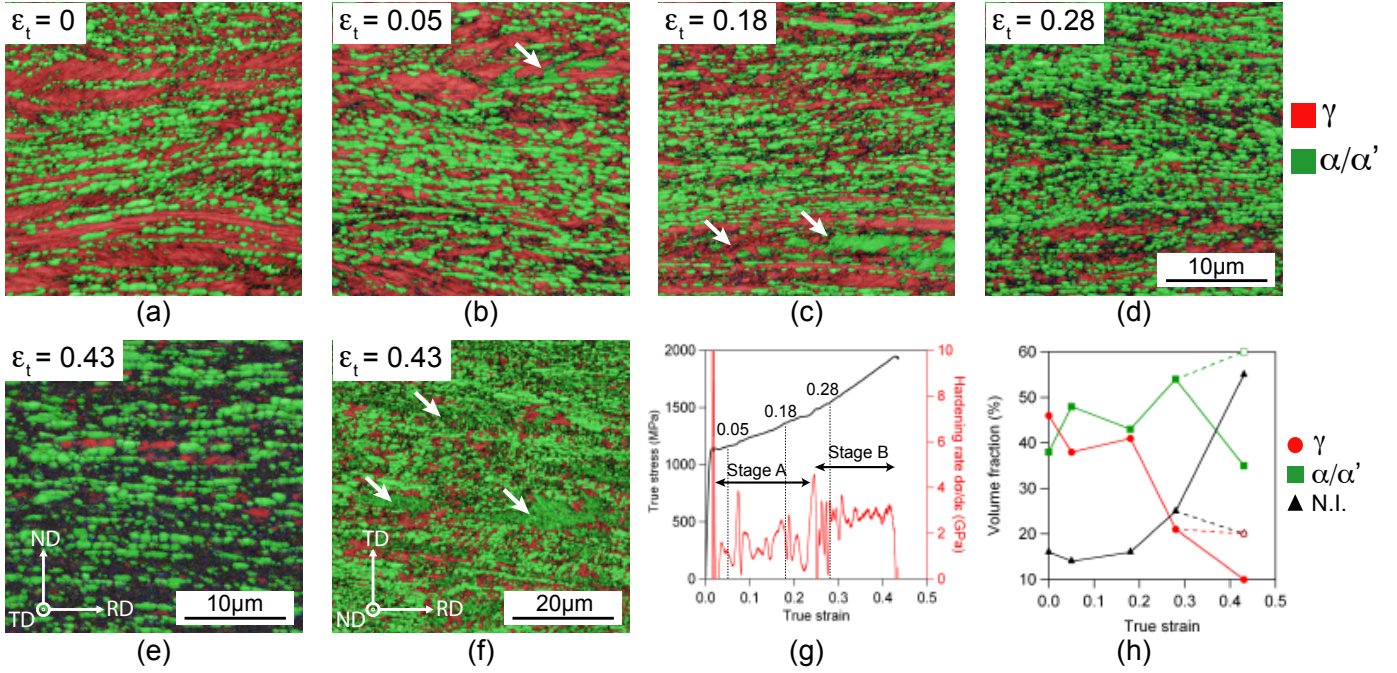 εt = 0
εt = 0.05
εt = 0.18
εt = 0.28
γ
α/α’
10µm
(a)
(b)
(c)
(d)
εt = 0.43
ND
TD
RD
10µm
(e)
εt = 0.43
TD
ND
RD
20µm
(f)
True stress (MPa)
2000
1500
1000
500
0
0.05
0.18
0.28
Stage A
Stage B
10
8
6
4
2
0
Hardening rate dσ/dε (GPa)
0.0 0.1 0.2 0.3 0.4 0.5
True strain
(g)
Volume fraction (%)
60
50
40
30
20
10
0.0 0.1 0.2 0.3 0.4 0.5
True strain
(h)
γ
α/α’
N.I.